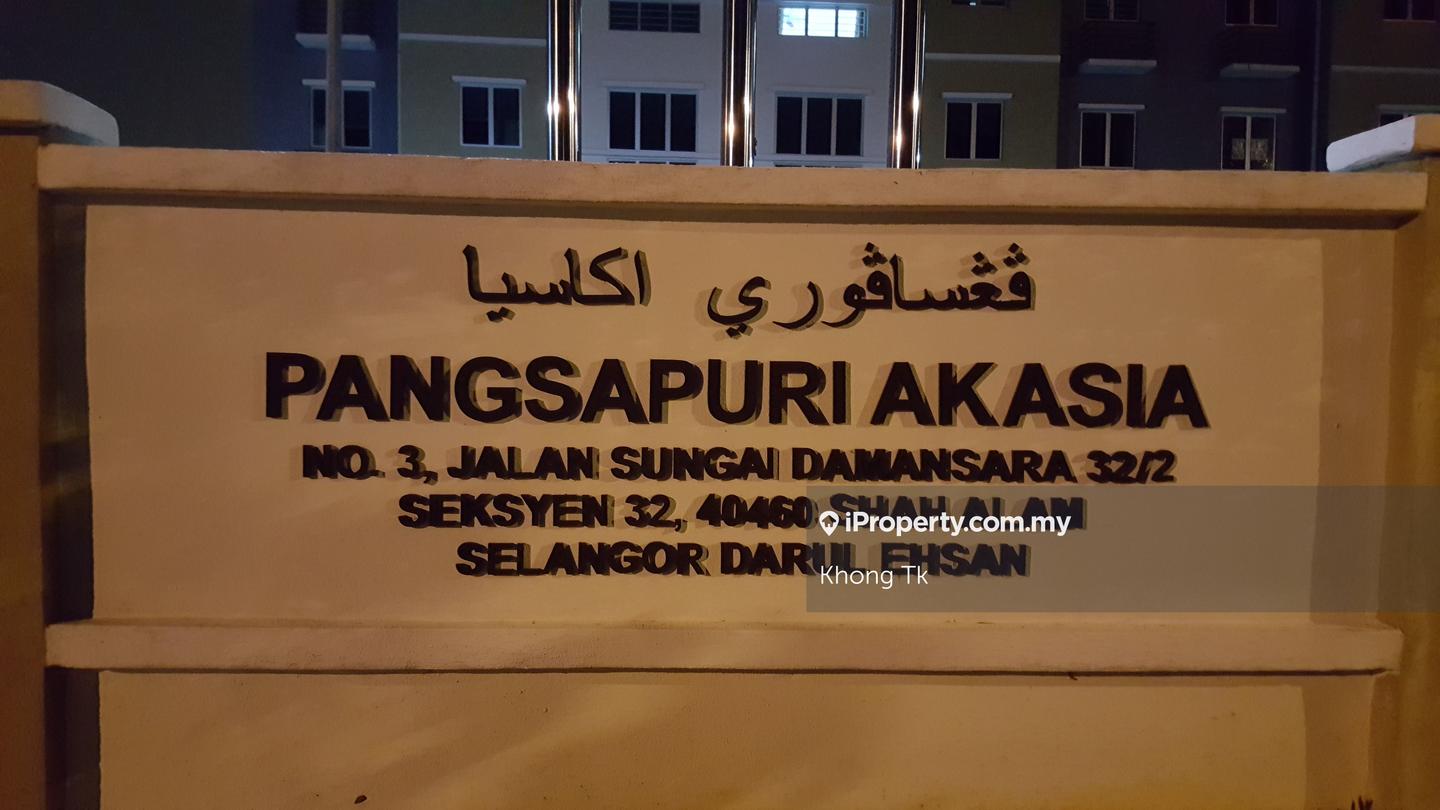 ڤڠساڤوري اكاسيا
PANGSAPURI AKASIA
NO. 3, JALAN SUNGAI DAMANSARA 32/2
SEKSYEN 32, 40460 SHAH ALAM
SELANGOR DARUL EHSAN
iProperty.com.my
Khong Tk